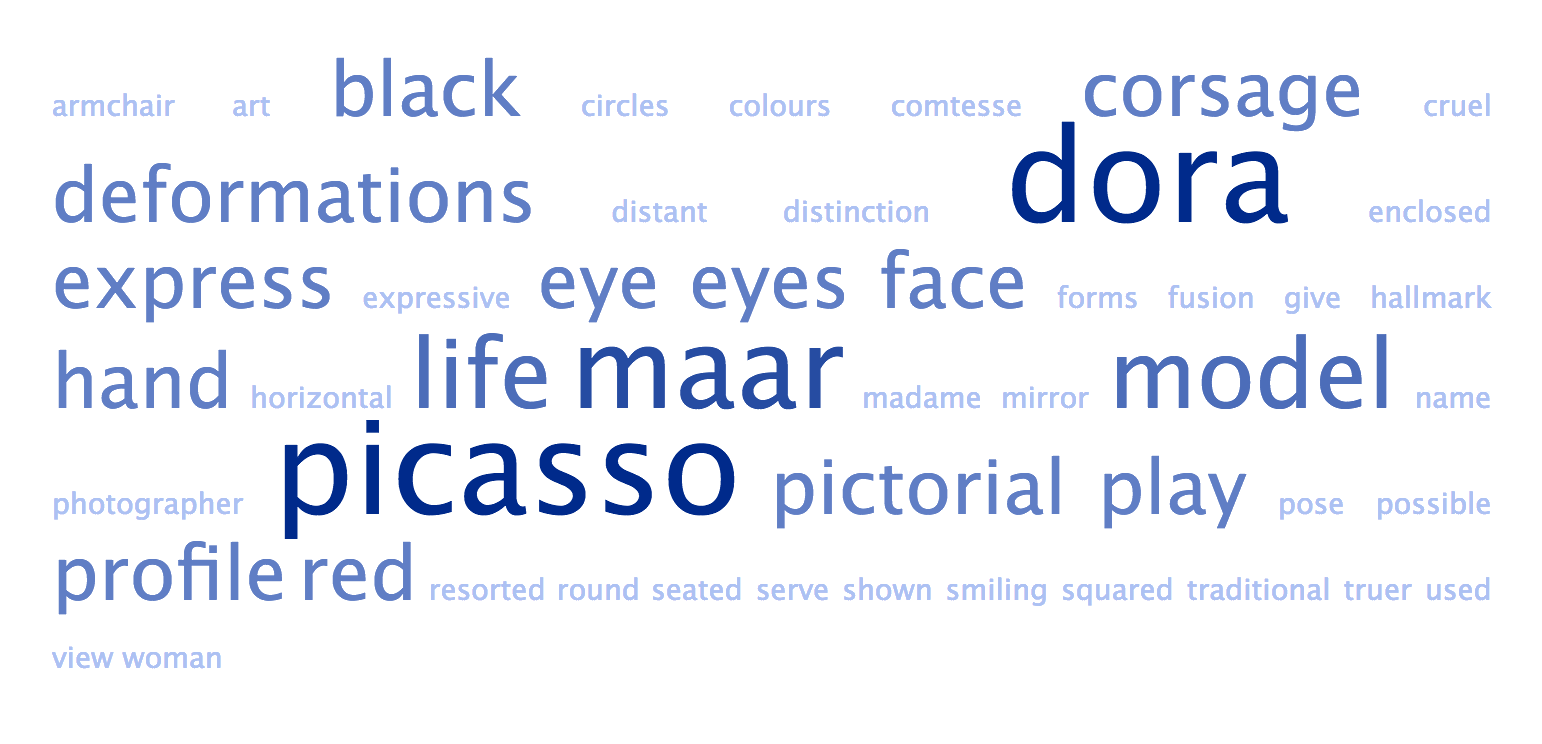 armchair art black circles colours comtesse corsage cruel
deformations distant distinction dora enclosed
express expressive eye eyes face forms fusion give hallmark
hand horizontal life maar madame mirror model name
photographer picasso pictorial play pose possible
profile red resorted round seated serve shown smiling squared traditional truer used
view woman